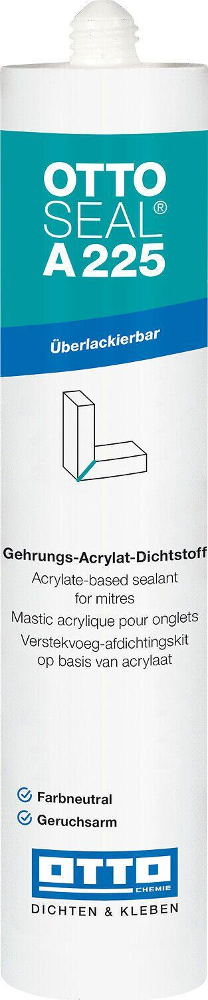 OTTO
SEAL®
A 225
Überlackierbar
Gehrungs-Acrylat-Dichtstoff
Acrylate-based sealant
for mitres
Mastic acrylique pour onglets
Verstekvoeg-afdichtingskit
op basis van acrylaat
Farbneutral
Geruchsarm
OTTO
CHEMIE
DICHTEN & KLEBEN